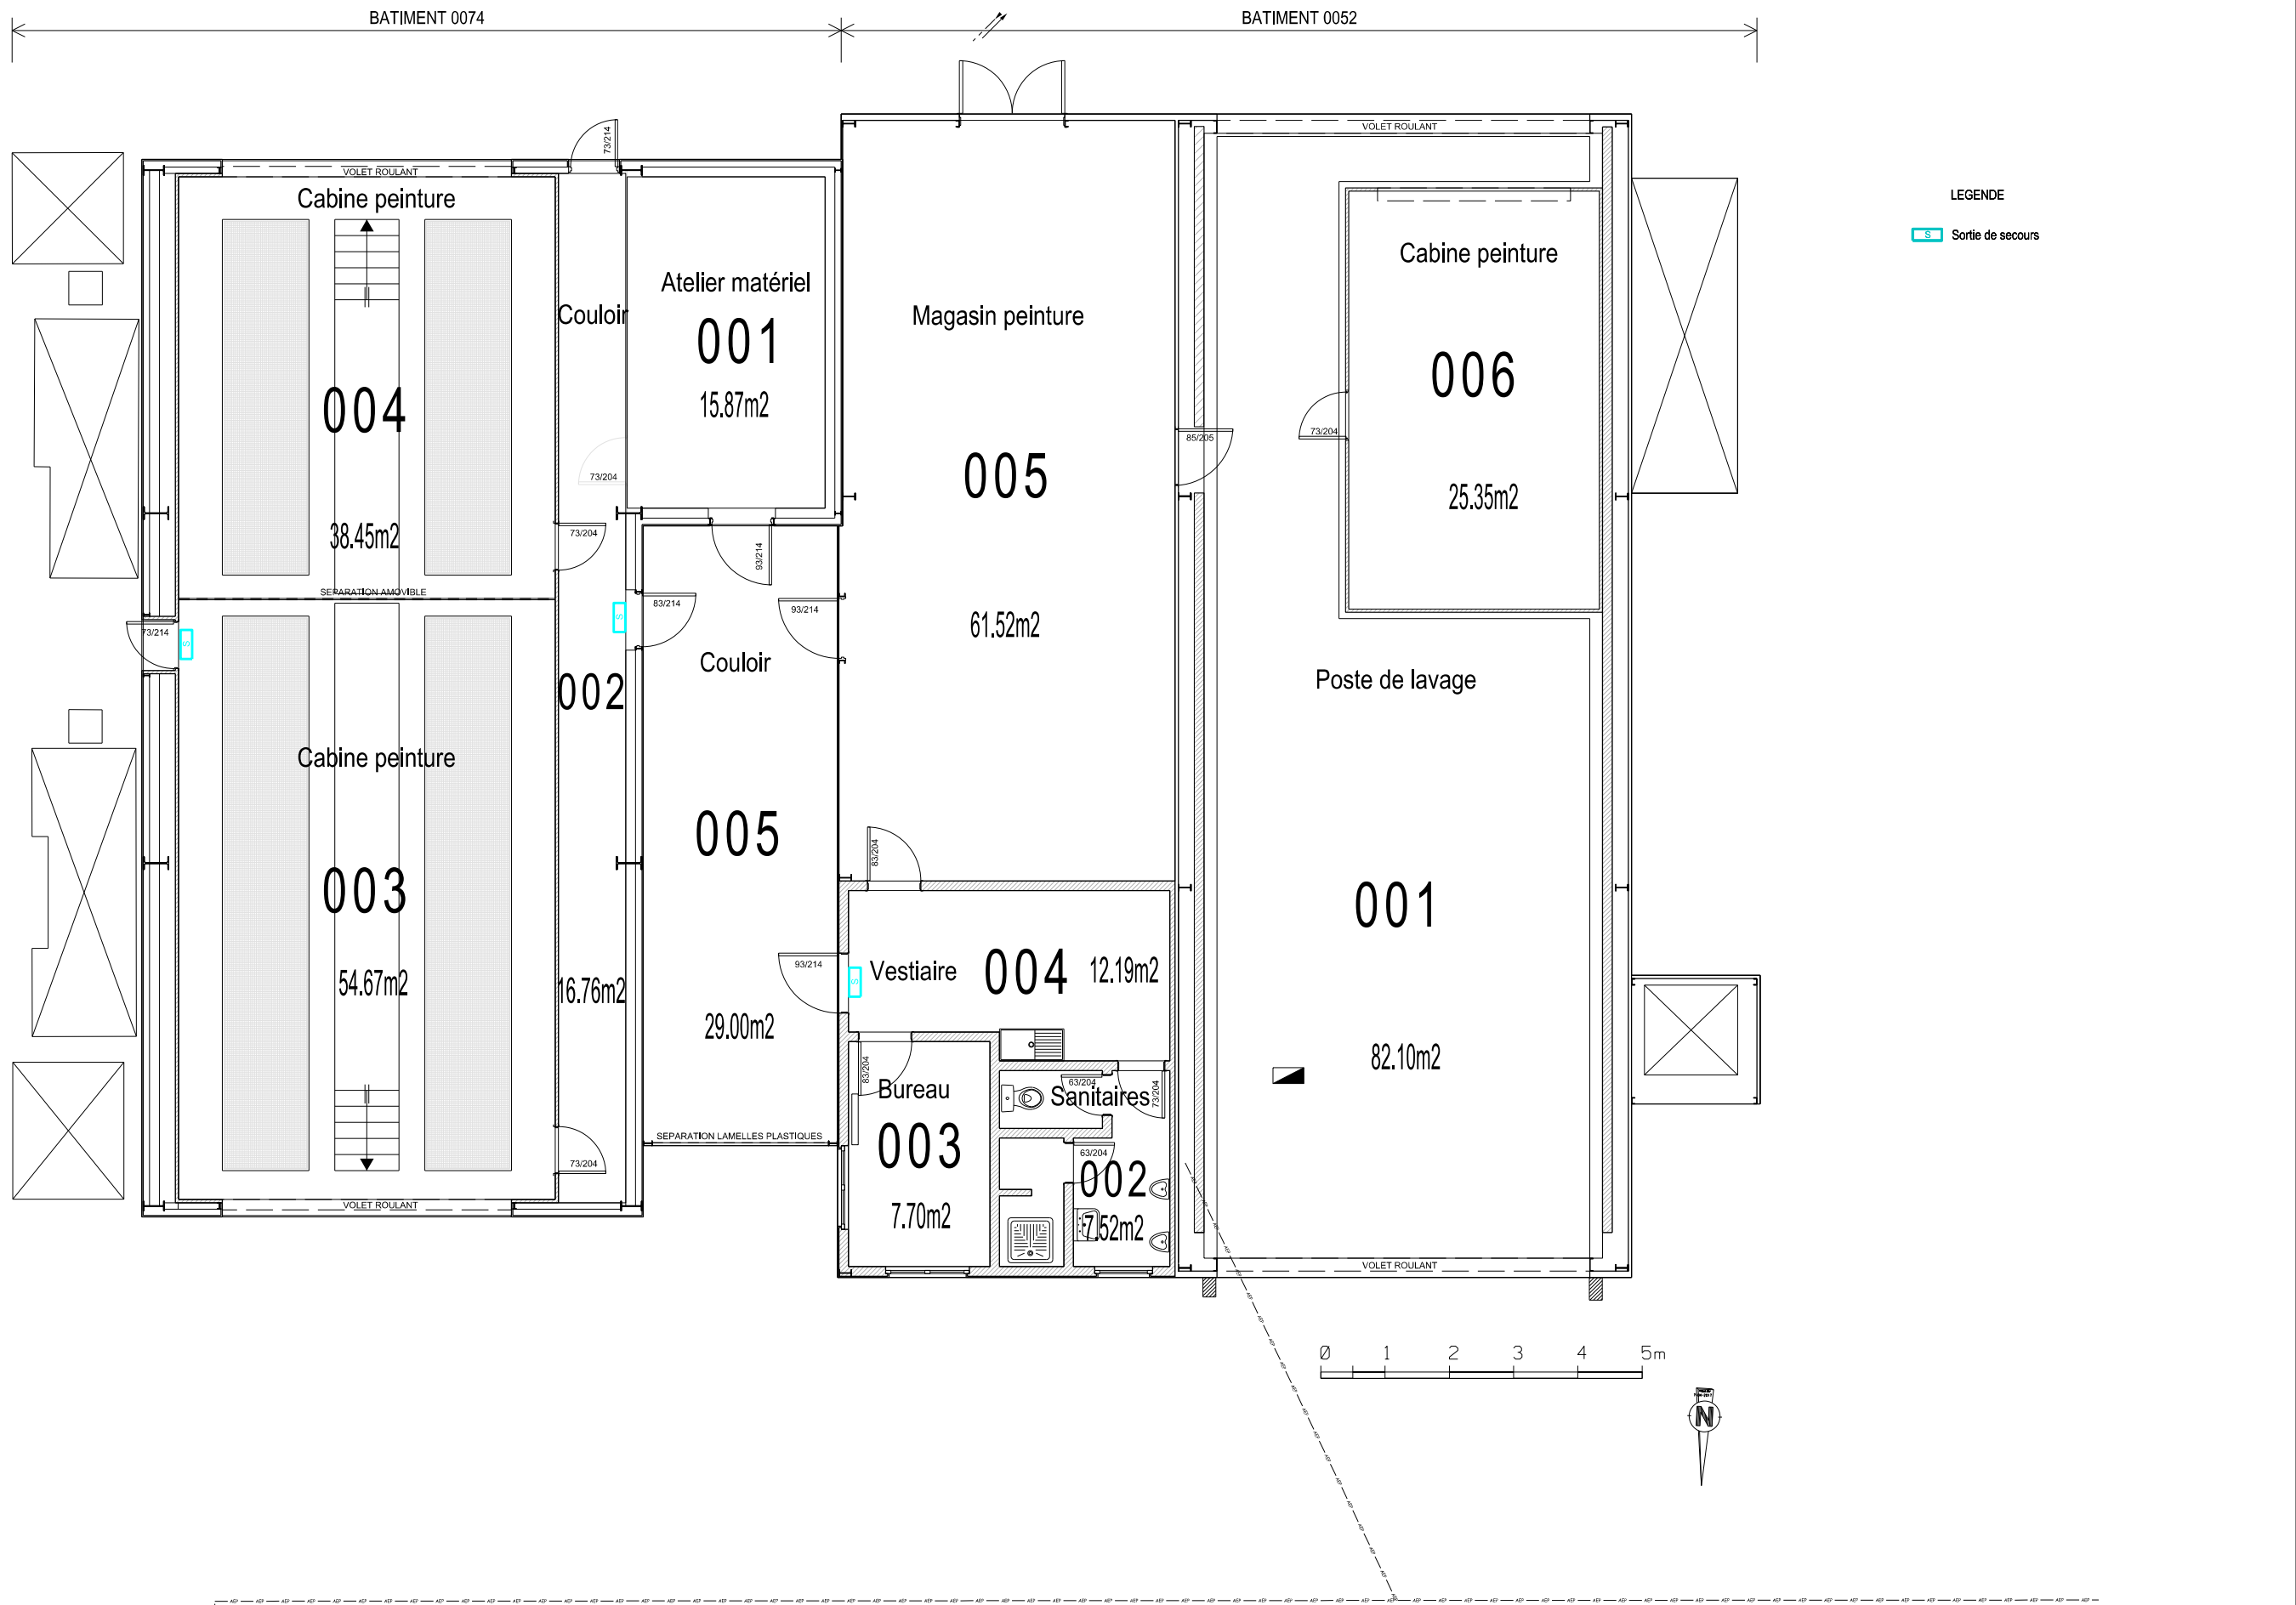 BATIMENT 0074
BATIMENT 0052
VOLET ROULANT
73/214
VOLET ROULANT
Cabine peinture
LEGENDE
S
Sortie de secours
Cabine peinture
Atelier matériel
Couloir
001
15.87m2
Magasin peinture
006
004
73/204
85/205
73/204
005
25.35m2
38.45m2
73/204
93/214
SEPARATION AMOVIBLE
83/214
93/214
S
61.52m2
73/214
S
Couloir
Poste de lavage
002
Cabine peinture
005
83/204
003
001
54.67m2
16.76m2
93/214
Vestiaire
004
12.19m2
S
29.00m2
82.10m2
83/204
Bureau
63/204
Sanitaires
73/204
SEPARATION LAMELLES PLASTIQUES
003
73/204
63/204
002
VOLET ROULANT
7.70m2
7.52m2
VOLET ROULANT
0 1 2 3 4 5m
N
AEP